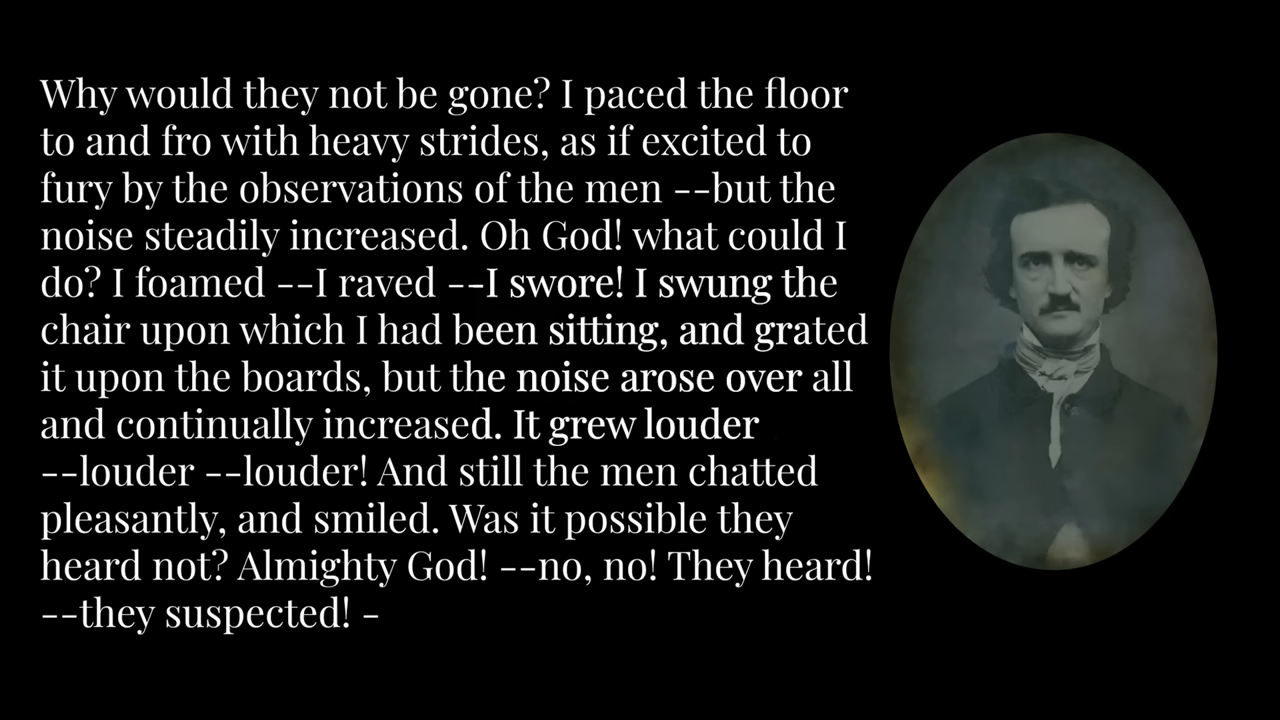 Why would they not be gone? I paced the floor
to and fro with heavy strides, as if excited to
fury by the observations of the men --but the
noise steadily increased. Oh God! what could I
do? I foamed --I raved --I swore! I swung the
chair upon which I had been sitting, and grated
it upon the boards, but the noise arose over all
and continually increased. It grew louder
--louder --louder! And still the men chatted
pleasantly, and smiled. Was it possible they
heard not? Almighty God! --no, no! They heard!
--they suspected! -